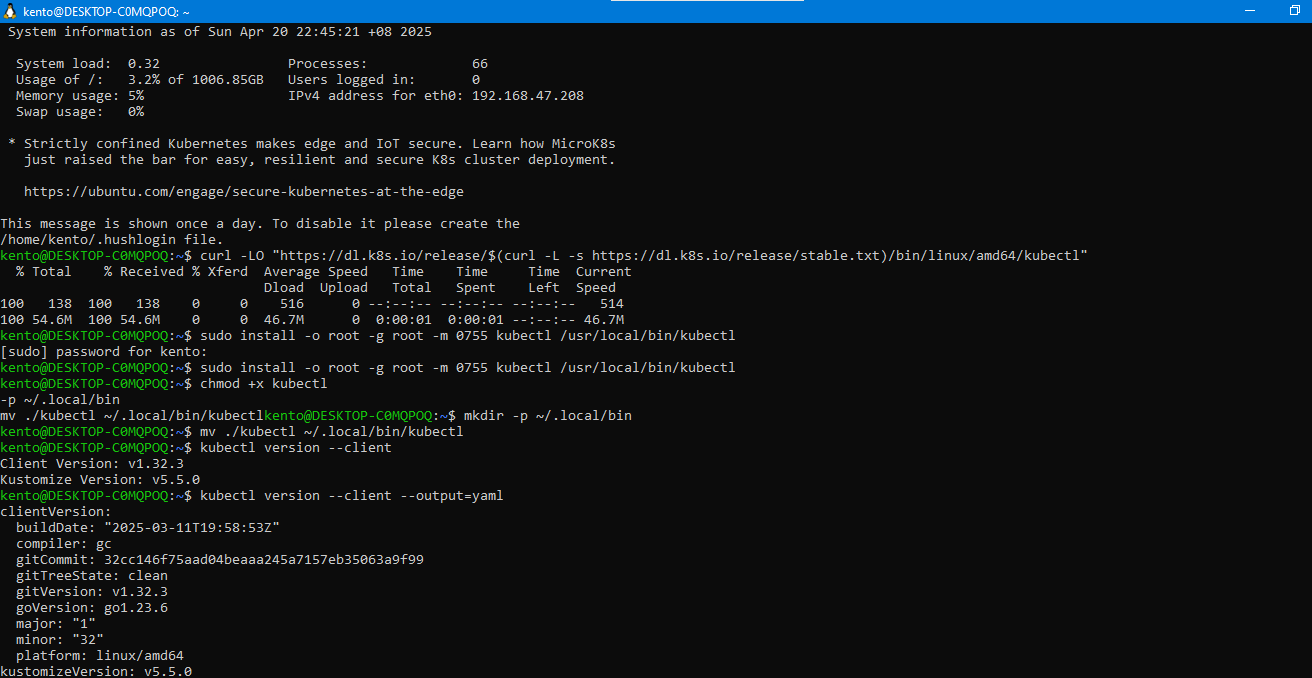 kento@DESKTOP-C0MQPOQ: ~
System information as of Sun Apr 20 22:45:21 +08 2025
System load:  0.32                Processes:             66
Usage of /:   3.2% of 1006.85GB   Users logged in:       0
Memory usage: 5%                  IPv4 address for eth0: 192.168.47.208
Swap usage:   0%
* Strictly confined Kubernetes makes edge and IoT secure. Learn how MicroK8s
just raised the bar for easy, resilient and secure K8s cluster deployment.
https://ubuntu.com/engage/secure-kubernetes-at-the-edge
This message is shown once a day. To disable it please create the
/home/kento/.hushlogin file.
kento@DESKTOP-C0MQPOQ:~$ curl -LO "https://dl.k8s.io/release/$(curl -L -s https://dl.k8s.io/release/stable.txt)/bin/linux/amd64/kubectl"
  % Total    % Received % Xferd  Average Speed   Time    Time     Time  Current
                                 Dload  Upload   Total   Spent    Left  Speed
100   138  100   138    0     0    516      0 --:--:-- --:--:-- --:--:--   514
100 54.6M  100 54.6M    0     0  46.7M      0  0:00:01  0:00:01 --:--:-- 46.7M
kento@DESKTOP-C0MQPOQ:~$ sudo install -o root -g root -m 0755 kubectl /usr/local/bin/kubectl
[sudo] password for kento:
kento@DESKTOP-C0MQPOQ:~$ sudo install -o root -g root -m 0755 kubectl /usr/local/bin/kubectl
kento@DESKTOP-C0MQPOQ:~$ chmod +x kubectl
-p ~/.local/bin
mv ./kubectl ~/.local/bin/kubectlkento@DESKTOP-C0MQPOQ:~$ mkdir -p ~/.local/bin
kento@DESKTOP-C0MQPOQ:~$ mv ./kubectl ~/.local/bin/kubectl
kento@DESKTOP-C0MQPOQ:~$ kubectl version --client
Client Version: v1.32.3
Kustomize Version: v5.5.0
kento@DESKTOP-C0MQPOQ:~$ kubectl version --client --output=yaml
clientVersion:
  buildDate: "2025-03-11T19:58:53Z"
  compiler: gc
  gitCommit: 32cc146f75aad04beaaa245a7157eb35063a9f99
  gitTreeState: clean
  gitVersion: v1.32.3
  goVersion: go1.23.6
  major: "1"
  minor: "32"
  platform: linux/amd64
kustomizeVersion: v5.5.0